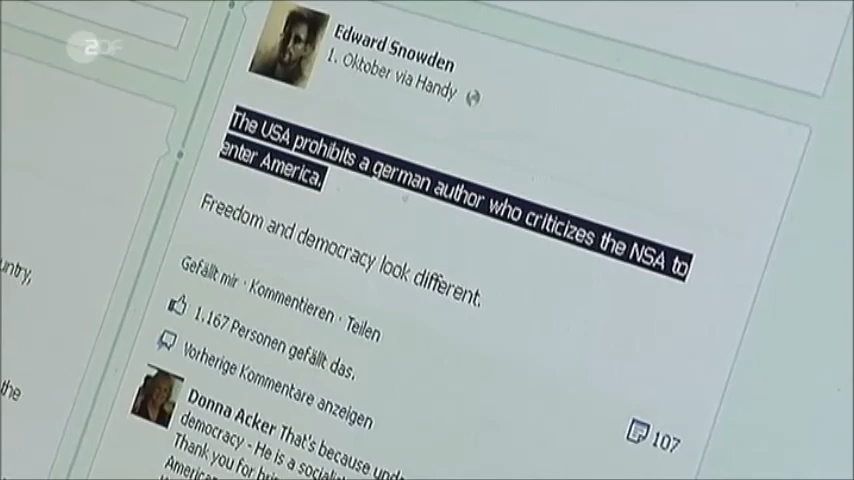 ZDF
Edward Snowden
1. Oktober via Handy
The USA prohibits a german author who criticizes the NSA to
enter America.
Freedom and democracy look different.
Gefällt mir · Kommentieren · Teilen
1.167 Personen gefällt das.
Vorherige Kommentare anzeigen
107
Donna Acker That's because
democracy - He is a
Thank you for
the